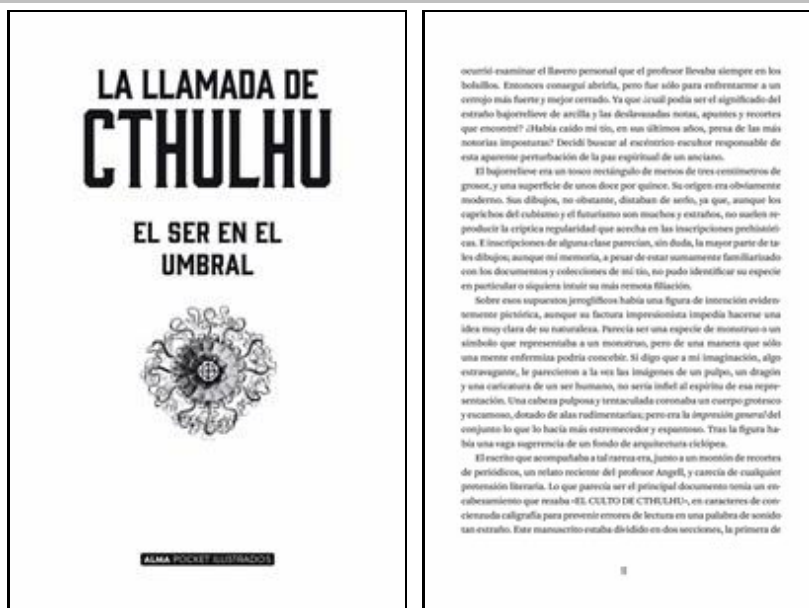 LA LLAMADA DE
CTHULHU
EL SER EN EL
UMBRAL
ALMA POCKET ILUSTRADOS
ocurrió examinar el llavero personal que el profesor llevaba siempre en los
bolsillos. Entonces conseguí abrirla, pero fue sólo para enfrentarme a un
cerrojo más fuerte y mejor cerrado. Ya que ¿cuál podía ser el significado del
extraño bajorrelieve de arcilla y las deslavazadas notas, apuntes y recortes
que encontré? ¿Había caído mi tío, en sus últimos años, presa de las más
notorias imposturas? Decidí buscar al escéntrico escultor responsable de
esta aparente perturbación de la paz espiritual de un anciano.
El bajorrelieve era un tosco rectángulo de menos de tres centímetros de
grosor, y una superficie de unos doce por quince. Su origen era obviamente
moderno. Sus dibujos, no obstante, distaban de serlo, ya que, aunque los
caprichos del cubismo y el futurismo son muchos y extraños, no suelen re-
producir la críptica regularidad que acecha en las inscripciones prehistóri-
cas. E inscripciones de alguna clase parecían, sin duda, la mayor parte de ta-
les dibujos; aunque mi memoria, a pesar de estar sumamente familiarizado
con los documentos y colecciones de mi tío, no pudo identificar su especie
en particular o siquiera intuir su más remota filiación.
Sobre esos supuestos jeroglíficos había una figura de intención eviden-
temente pictórica, aunque su factura impresionista impedía hacerse una
idea muy clara de su naturaleza. Parecía ser una especie de monstruo o un
símbolo que representaba a un monstruo, pero de una manera que sólo
una mente enfermiza podría concebir. Si digo que a mi imaginación, algo
extravagante, le parecieron a la vez las imágenes de un pulpo, un dragón
y una caricatura de un ser humano, no sería infiel al espíritu de esa repre-
sentación. Una cabeza pulposa y tentaculada coronaba un cuerpo grotesco
y escamoso, dotado de alas rudimentarias; pero era la impresión general del
conjunto lo que lo hacía más estremecedor y espantoso. Tras la figura ha-
bía una vaga sugerencia de un fondo de arquitectura ciclópea.
El escrito que acompañaba a tal rareza era, junto a un montón de recortes
de periódicos, un relato reciente del profesor Angell, y carecía de cualquier
pretensión literaria. Lo que parecía ser el principal documento tenía un en-
cabezamiento que rezaba «EL CULTO DE CTHULHU», en caracteres de con-
cienzuda caligrafía para prevenir errores de lectura en una palabra de sonido
tan extraño. Este manuscrito estaba dividido en dos secciones, la primera de